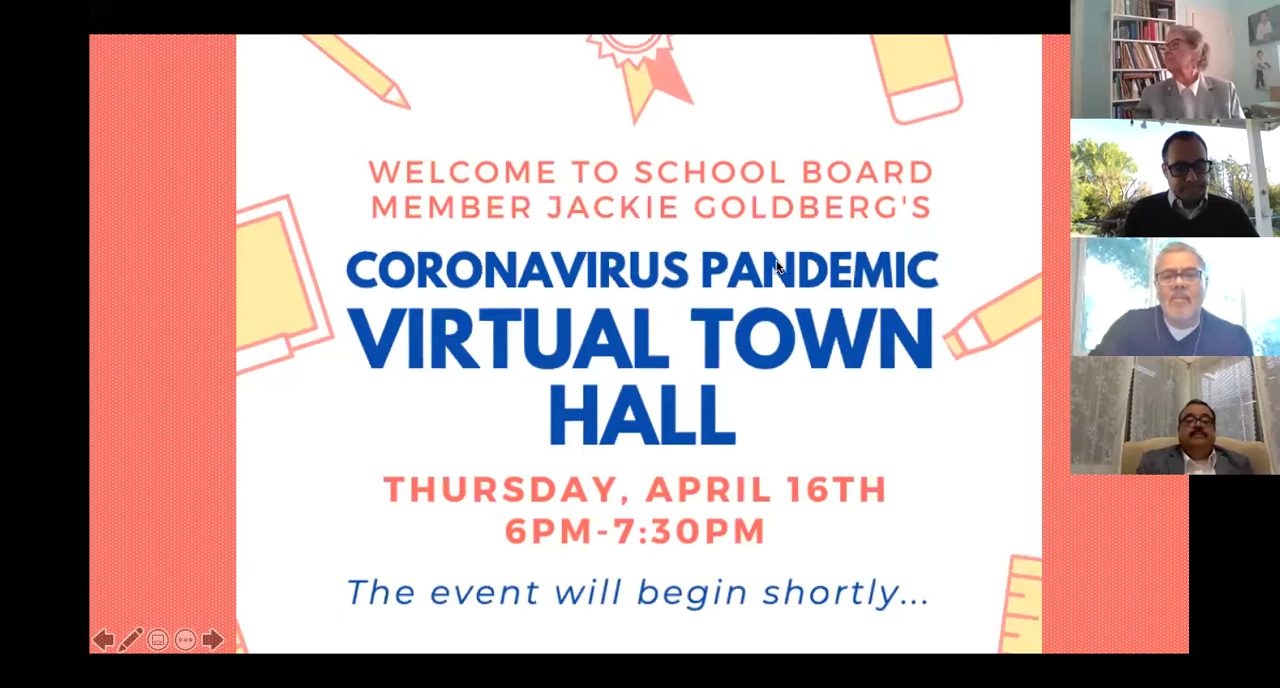 WELCOME TO SCHOOL BOARD
MEMBER JACKIE GOLDBERG'S
CORONAVIRUS PANDEMIC
VIRTUAL TOWN
HALL
THURSDAY, APRIL 16TH
6PM-7:30PM
The event will begin shortly...